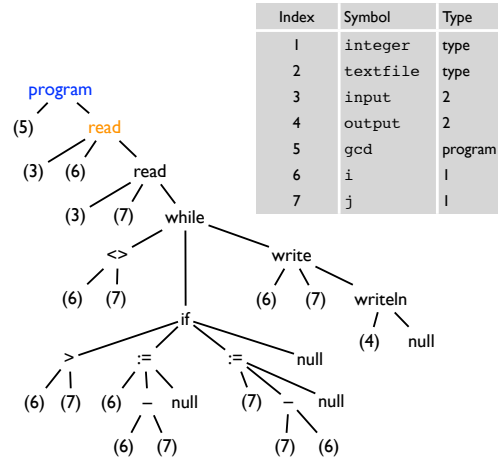 Index Symbol Type
1 integer type
2 textfile type
3 input 2
4 output 2
5 gcd program
6 i 1
7 j 1
program
(5) read
(3) (6) read
(3) (7) while
<> write
(6) (7) (6) (7) writeln
if (4) null
> := := null
(6) (7) (6) – null (7) – null
(6) (7) (7) (6)